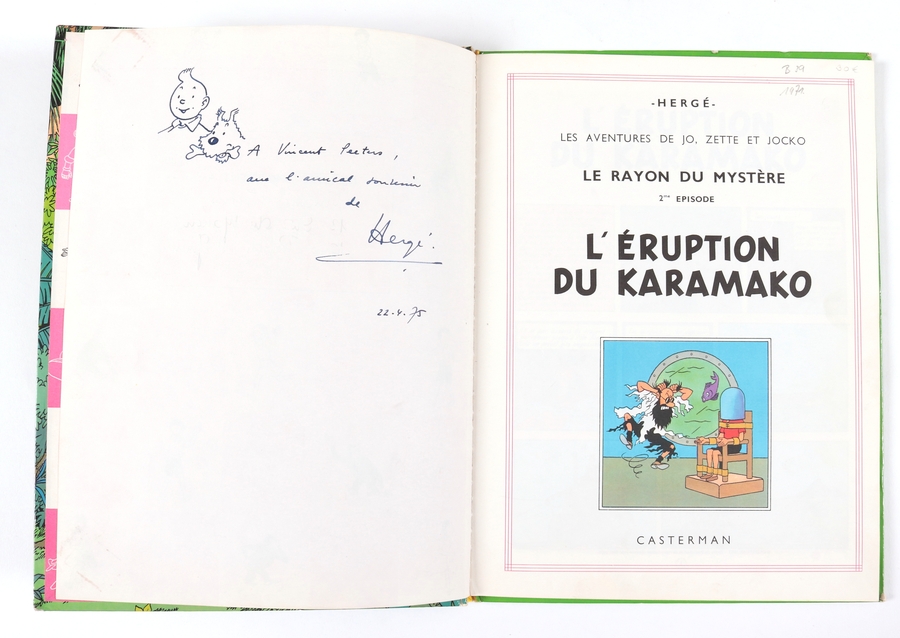 A Vincent Peeters,
avec l'amical souvenir
de
Hergé.
22-4-75
-HERGÉ-
LES AVENTURES DE JO, ZETTE ET JOCKO
LE RAYON DU MYSTÈRE
2me EPISODE
L'ÉRUPTION
DU KARAMAKO
CASTERMAN